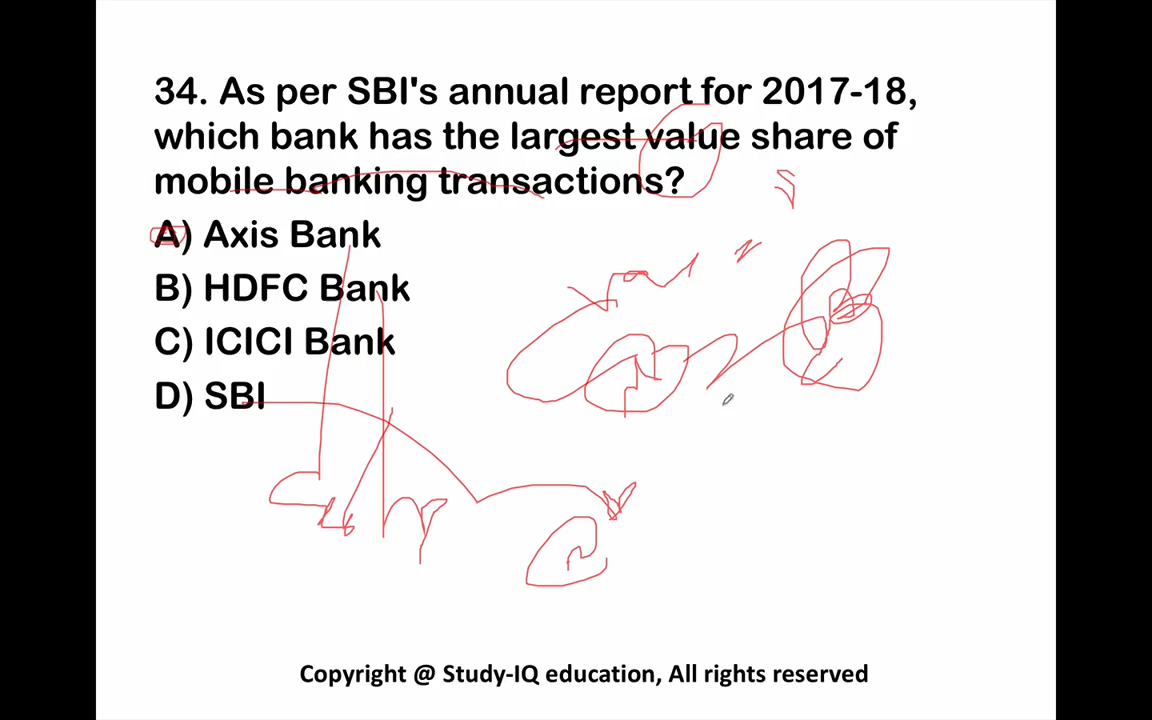 34. As per SBI's annual report for 2017-18,
which bank has the largest value share of
mobile banking transactions?
A) Axis Bank
B) HDFC Bank
C) ICICI Bank
D) SBI
Copyright @ Study-IQ education, All rights reserved